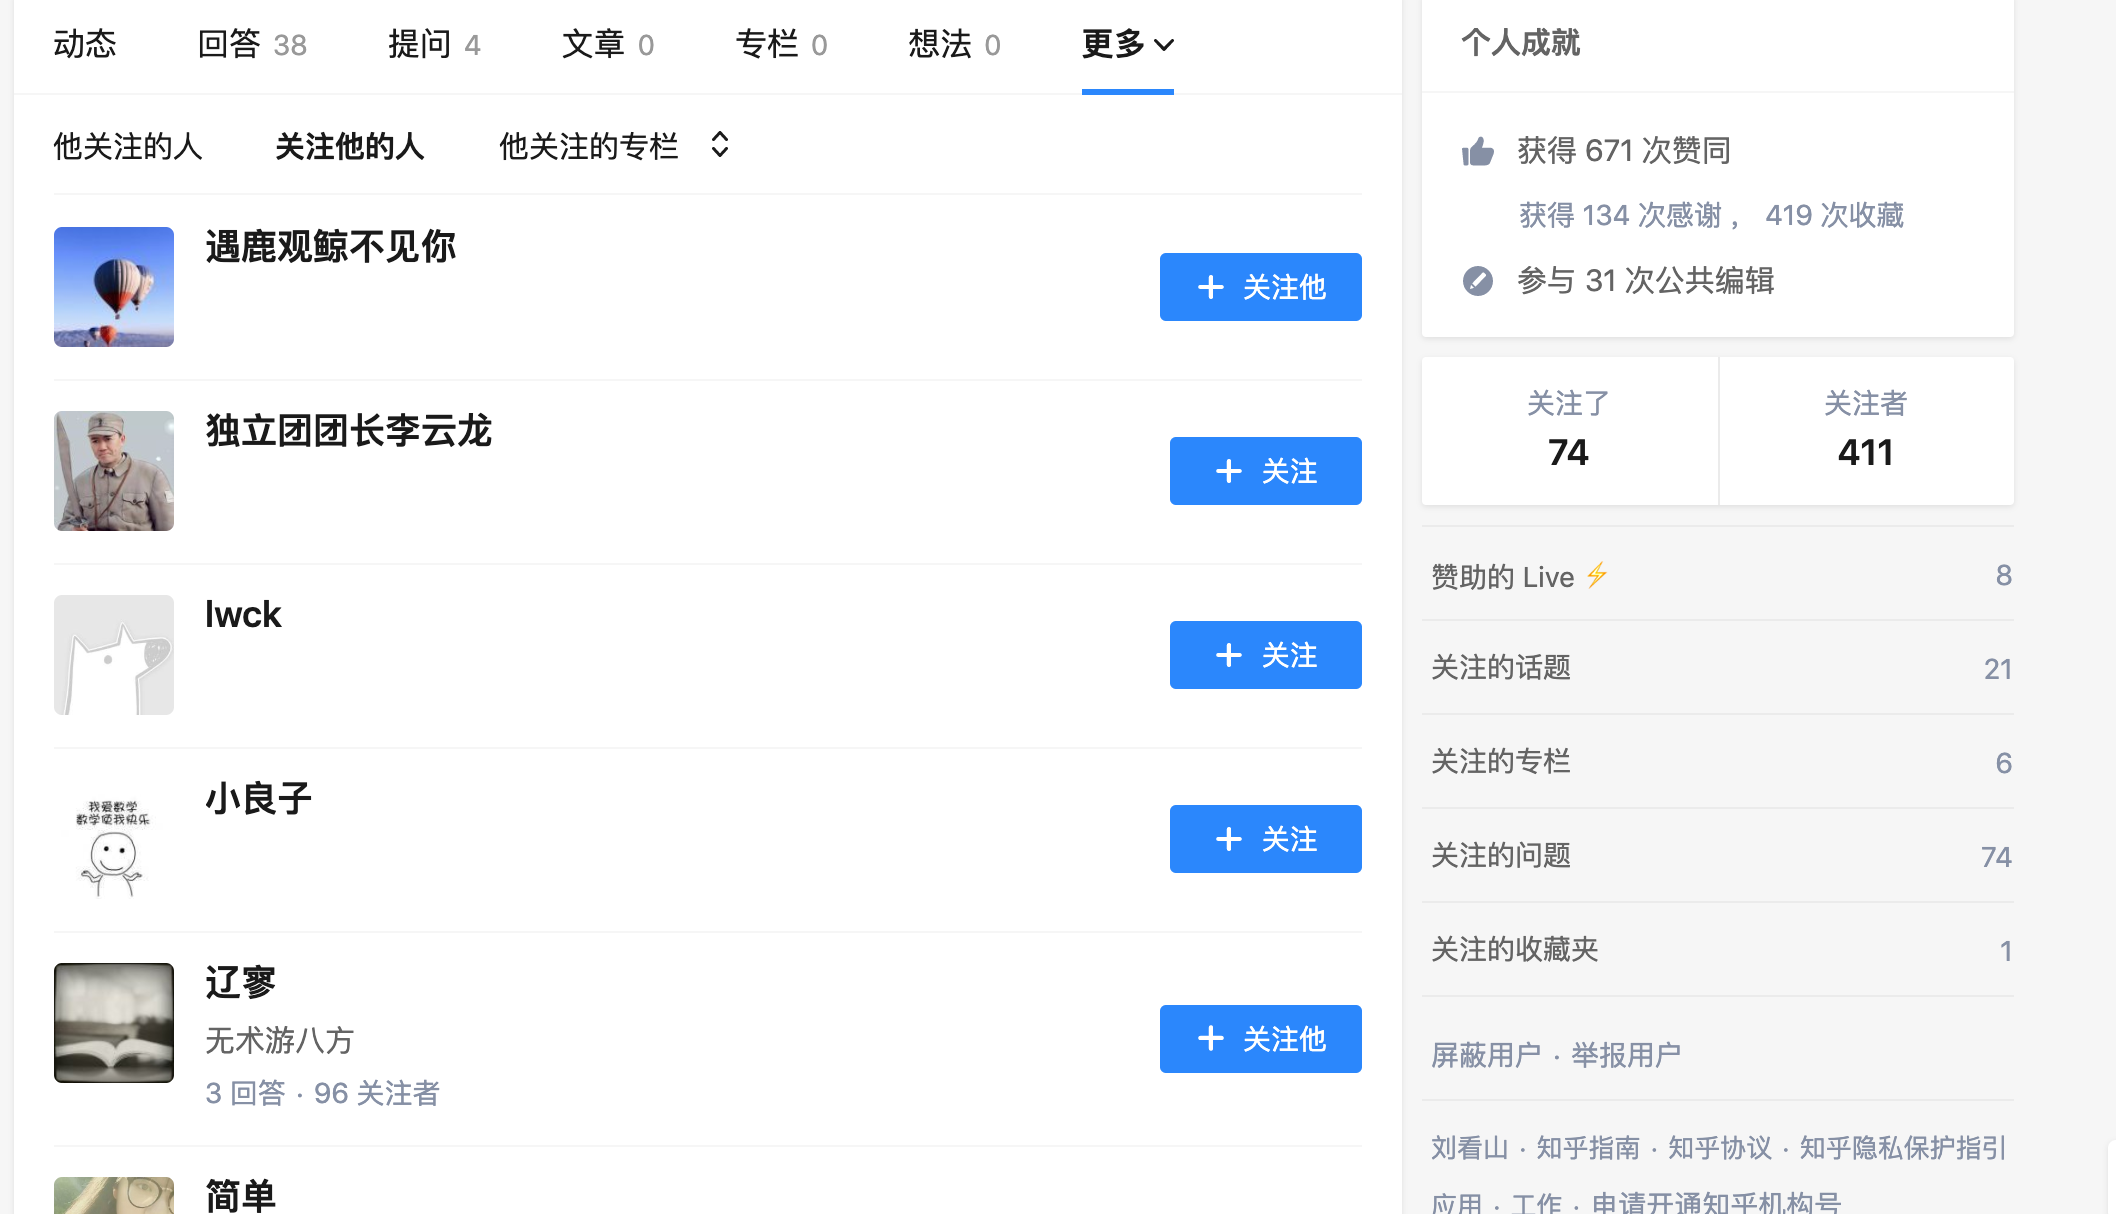 动态 回答 38 提问 4 文章 0 专栏 0 想法 0 更多
他关注的人 关注他的人 他关注的专栏
遇鹿观鲸不见你
+ 关注他
独立团团长李云龙
+ 关注
lwck
+ 关注
我爱数学
数学使我快乐
小良子
+ 关注
辽寥
无术游八方
3 回答 · 96 关注者
+ 关注他
简单
个人成就
获得 671 次赞同
获得 134 次感谢， 419 次收藏
参与 31 次公共编辑
关注了
74
关注者
411
赞助的 Live 8
关注的话题 21
关注的专栏 6
关注的问题 74
关注的收藏夹 1
屏蔽用户 · 举报用户
刘看山 · 知乎指南 · 知乎协议 · 知乎隐私保护指引
应用 · 工作 · 申请开通知乎机构号